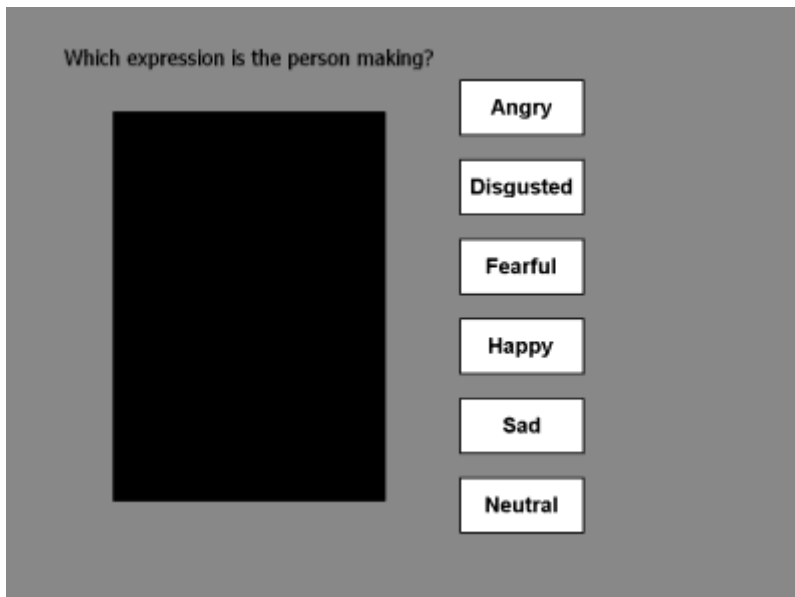 Which expression is the person making?
Angry
Disgusted
Fearful
Happy
Sad
Neutral